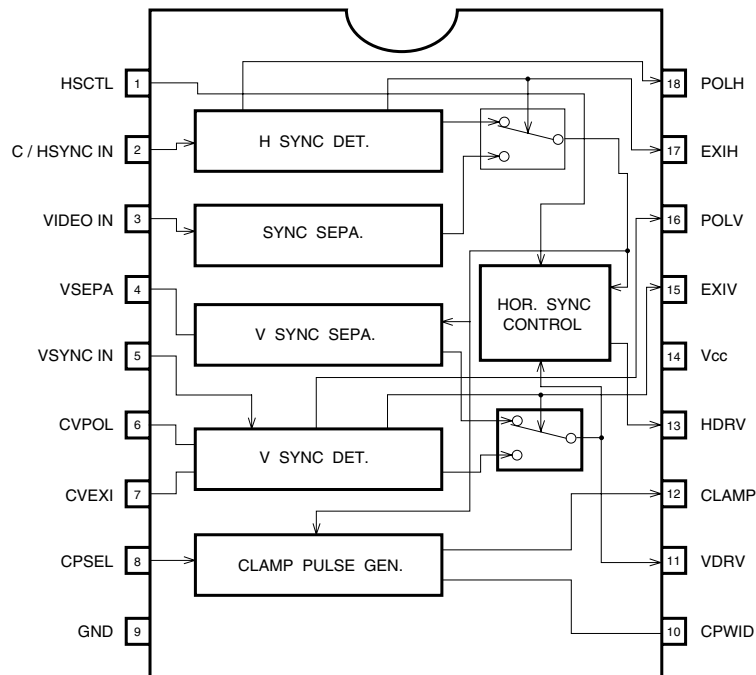 HSCTL 1
18 POLH
C / HSYNC IN 2
H SYNC DET.
17 EXIH
VIDEO IN 3
SYNC SEPA.
16 POLV
VSEPA 4
V SYNC SEPA.
HOR. SYNC
CONTROL
15 EXIV
VSYNC IN 5
14 Vcc
CVPOL 6
V SYNC DET.
13 HDRV
CVEXI 7
12 CLAMP
CPSEL 8
CLAMP PULSE GEN.
11 VDRV
GND 9
10 CPWID